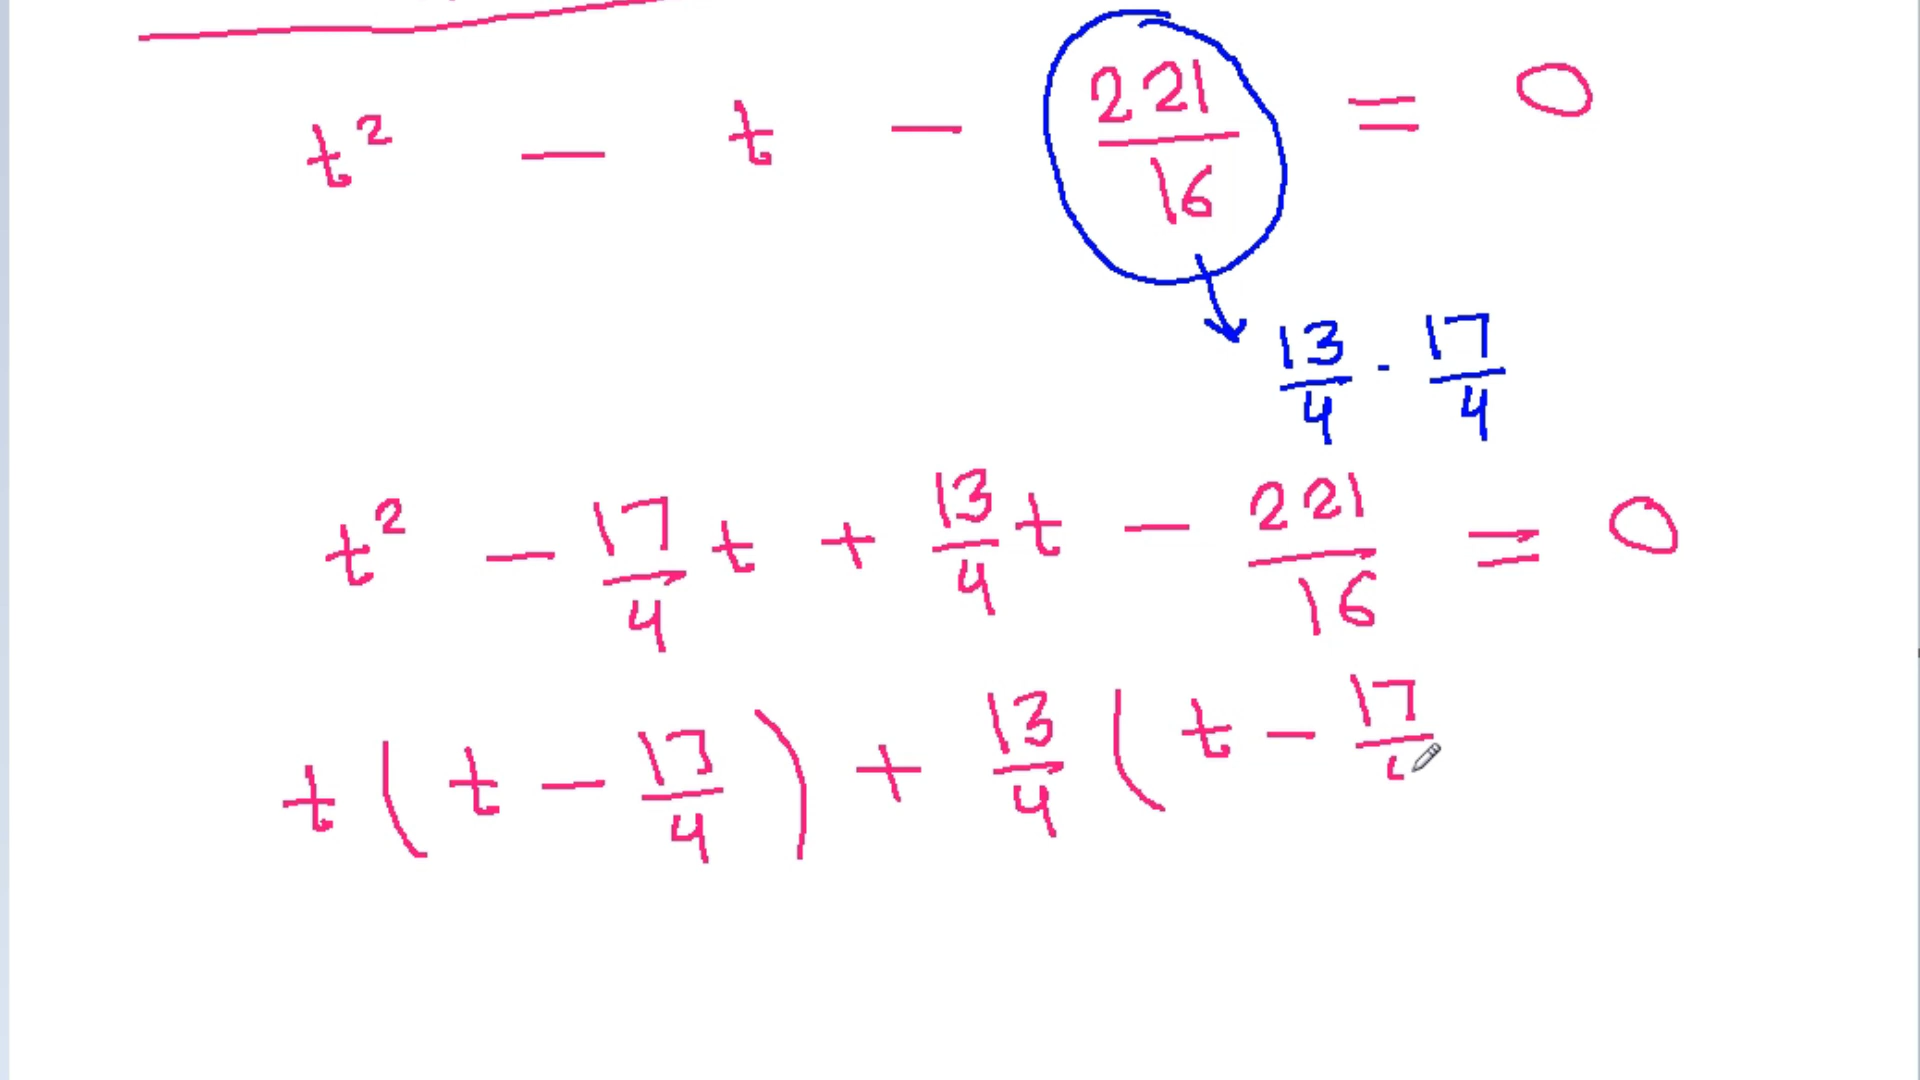 t² − t − 221/16 = 0
13/4 · 17/4
t² − 17/4 t + 13/4 t − 221/16 = 0
t ( t − 17/4 ) + 13/4 ( t − 17/